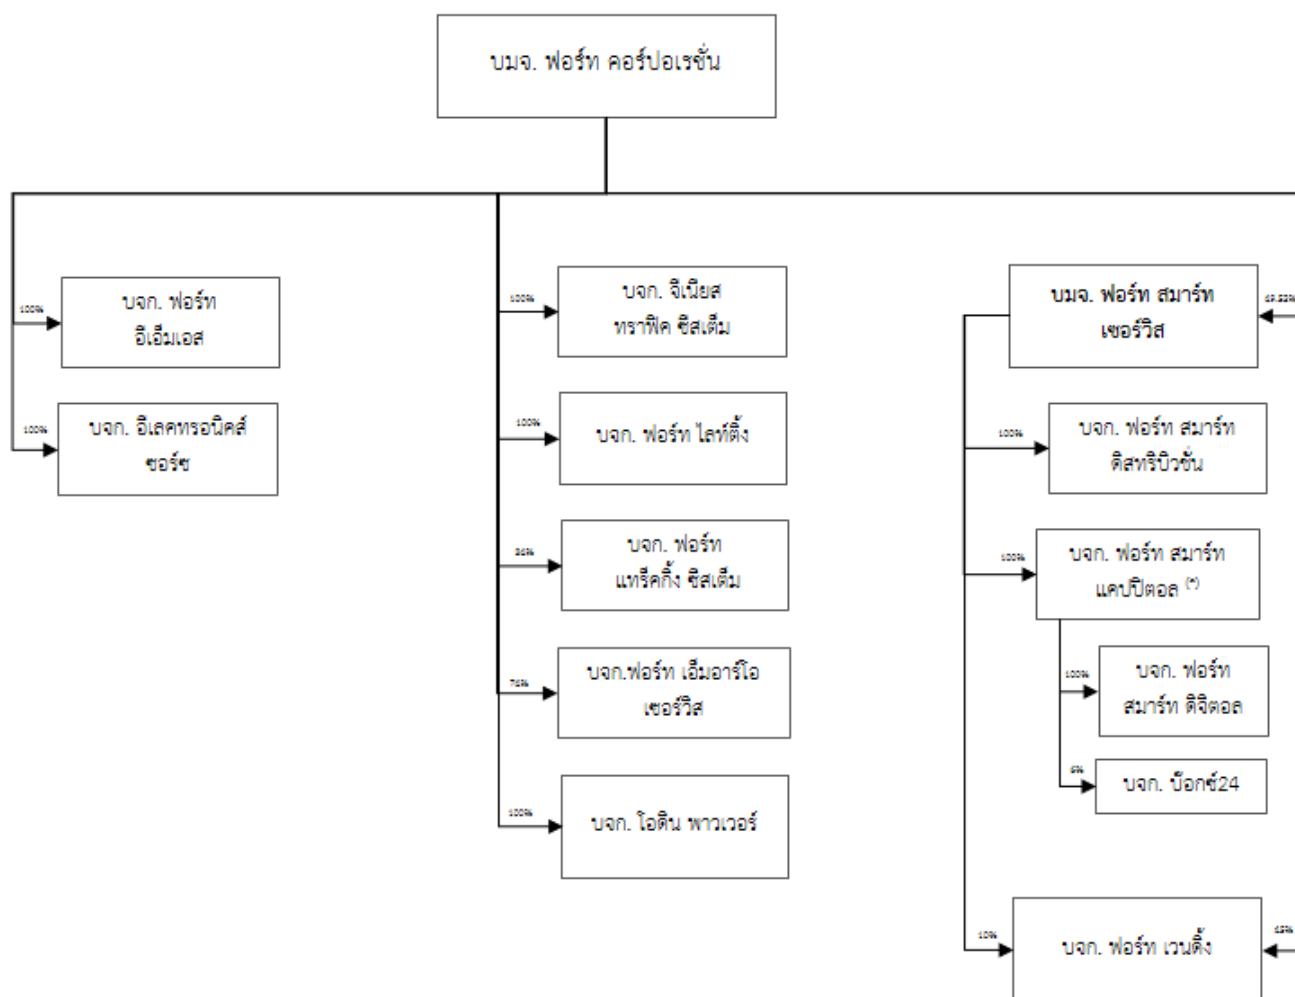 บมจ. ฟอร์ท คอร์ปอเรชั่น
100%
บจก. ฟอร์ท
อีเอ็มเอส
100%
บจก. อิเลคทรอนิคส์
ซอร์ซ
100%
บจก. จีเนียส
ทราฟิค ซีสเต็ม
100%
บจก. ฟอร์ท ไลท์ติ้ง
บจก. ฟอร์ท
แทร็คกิ้ง ซิสเต็ม
บจก.ฟอร์ท เอ็มอาร์โอ
เซอร์วิส
100%
บจก. โอดิน พาวเวอร์
บมจ. ฟอร์ท สมาร์ท
เซอร์วิส
100%
บจก. ฟอร์ท สมาร์ท
ดิสทริบิวชั่น
100%
บจก. ฟอร์ท สมาร์ท
แคปปิตอล (*)
100%
บจก. ฟอร์ท
สมาร์ท ดิจิตอล
บจก. บ๊อกซ์24
10%
บจก. ฟอร์ท เวนดิ้ง